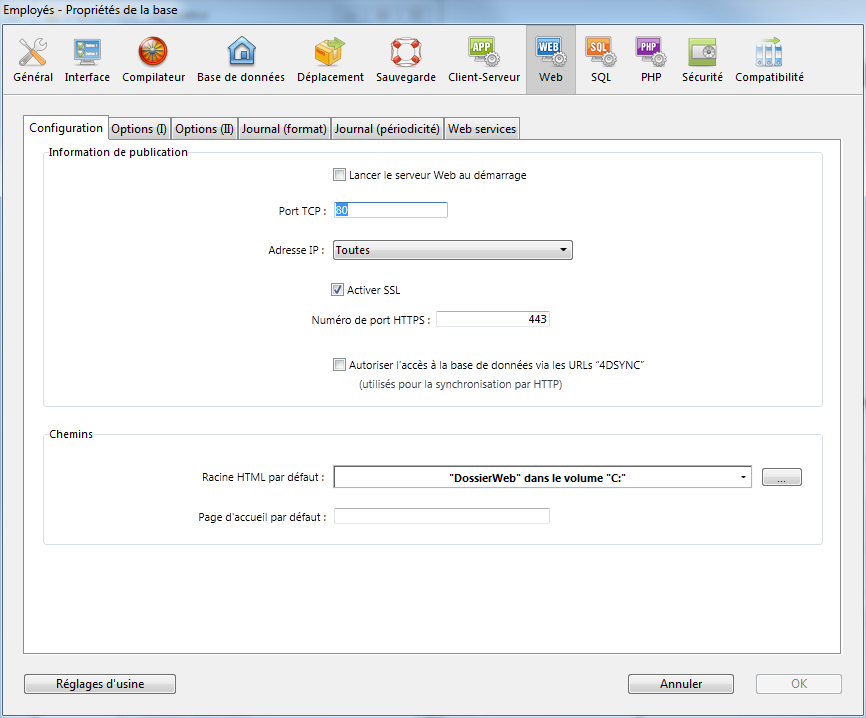 Employés - Propriétés de la base
APP WEB SQL PHP
Général Interface Compilateur Base de données Déplacement Sauvegarde Client-Serveur Web SQL PHP Sécurité Compatibilité
Configuration Options (I) Options (II) Journal (format) Journal (périodicité) Web services
Information de publication
Lancer le serveur Web au démarrage
Port TCP : 80
Adresse IP : Toutes
Activer SSL
Numéro de port HTTPS : 443
Autoriser l'accès à la base de données via les URLs "4DSYNC"
(utilisés pour la synchronisation par HTTP)
Chemins
Racine HTML par défaut : "DossierWeb" dans le volume "C:" ...
Page d'accueil par défaut :
Réglages d'usine Annuler OK